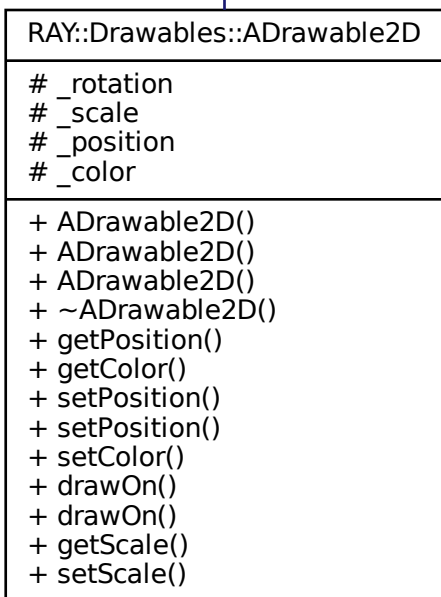 RAY::Drawables::ADrawable2D
# _rotation
# _scale
# _position
# _color
+ ADrawable2D()
+ ADrawable2D()
+ ADrawable2D()
+ ~ADrawable2D()
+ getPosition()
+ getColor()
+ setPosition()
+ setPosition()
+ setColor()
+ drawOn()
+ drawOn()
+ getScale()
+ setScale()